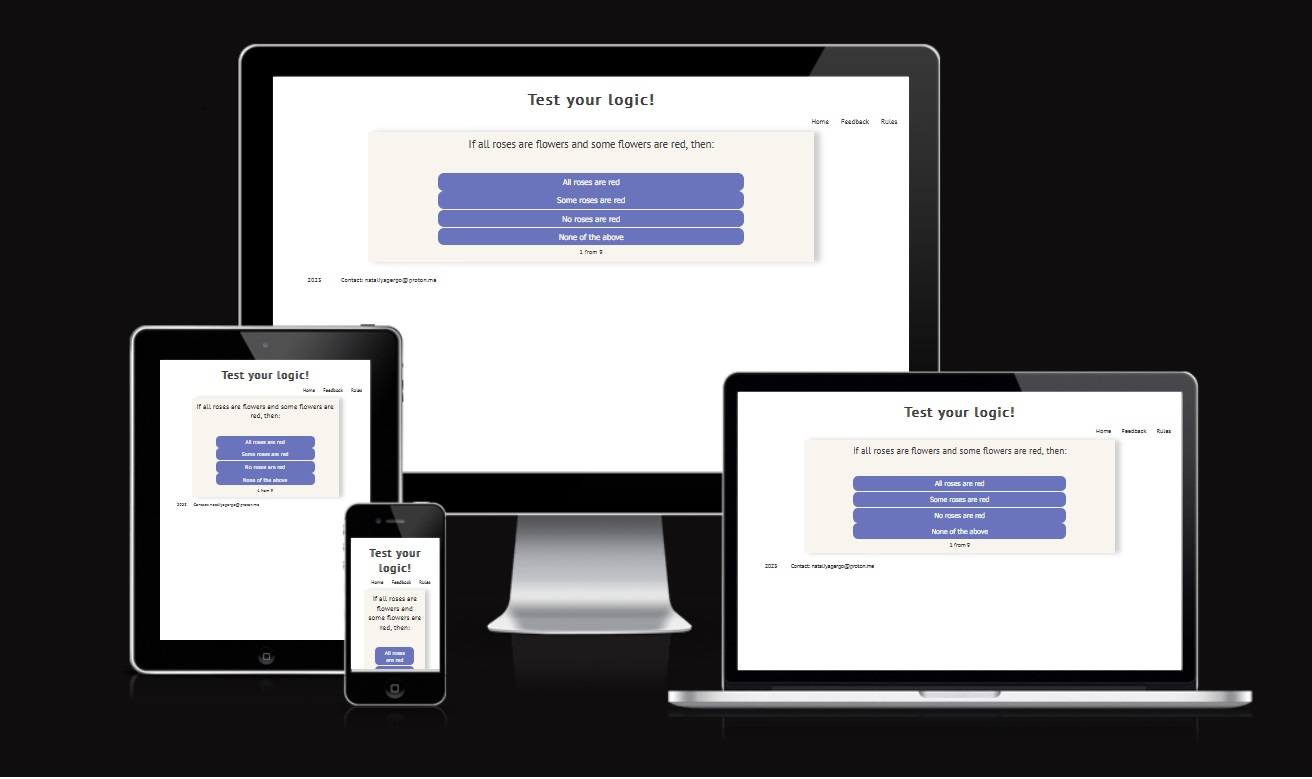 Test your logic!
Home Feedback Rules
If all roses are flowers and some flowers are red, then:
All roses are red
Some roses are red
No roses are red
None of the above
1 from 9
2023 Contact: nataliyagergo@proton.me
Test your logic!
Home Feedback Rules
If all roses are flowers and some flowers are
red, then:
All roses are red
Some roses are red
No roses are red
None of the above
1 from 9
2023 Contact: nataliyagergo@proton.me
Test your
logic!
Home Feedback Rules
If all roses are
flowers and
some flowers are
red, then:
All roses
are red
Test your logic!
Home Feedback Rules
If all roses are flowers and some flowers are red, then:
All roses are red
Some roses are red
No roses are red
None of the above
1 from 9
2023 Contact: nataliyagergo@proton.me